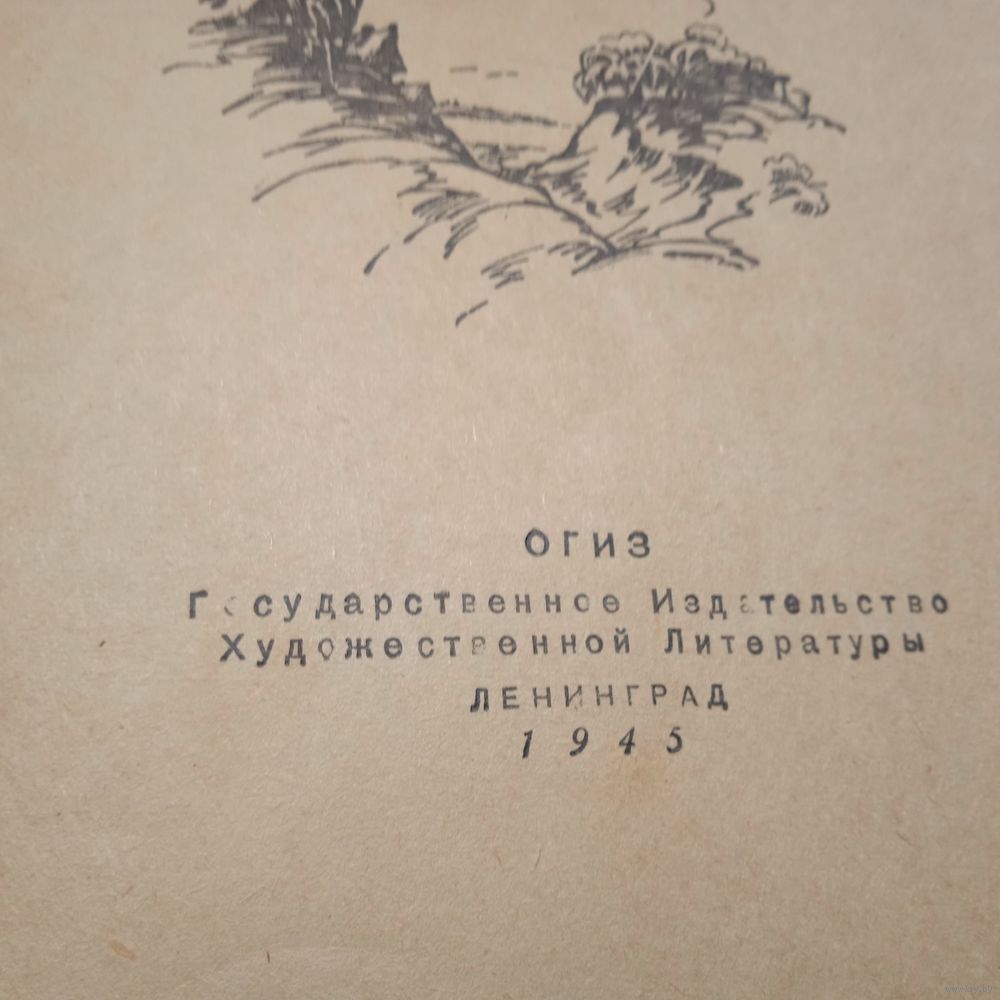 ОГИЗ
Государственное Издательство
Художественной Литературы
ЛЕНИНГРАД
1945